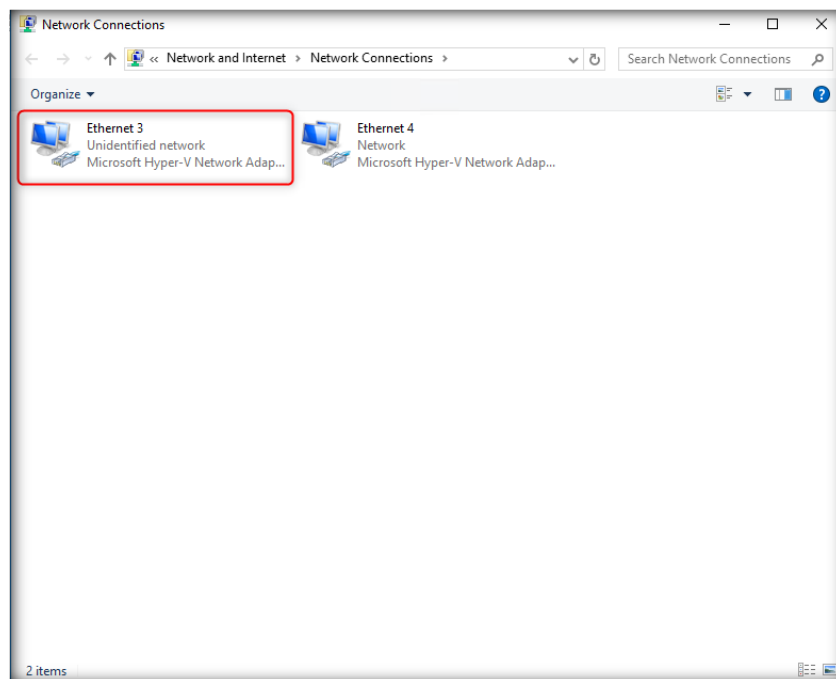 Network Connections
« Network and Internet > Network Connections >
Search Network Connections
Organize
Ethernet 3
Unidentified network
Microsoft Hyper-V Network Adap...
Ethernet 4
Network
Microsoft Hyper-V Network Adap...
2 items